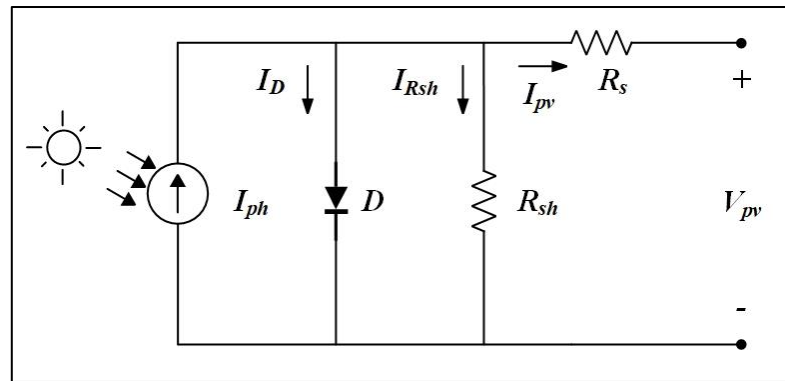 I_D
I_Rsh
I_pv
R_s
+
I_ph
D
R_sh
V_pv
-